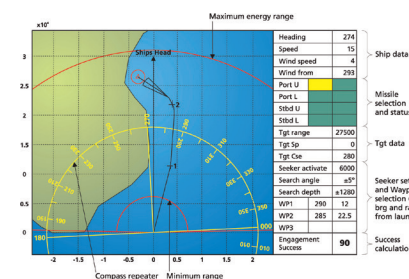 Maximum energy range
x10⁴
Ships Head
3
2.5
2
1.5
1
0.5
0
-2
-1.5
-1
-0.5
0
0.5
1
1.5
2
2
1
180
190
000
010
Compass repeater
Minimum range
Heading 274
Speed 15
Wind speed 4
Wind from 293
Port U
Port L
Stbd U
Stbd L
Tgt range 27500
Tgt Sp 0
Tgt Cse 280
Seeker activate 6000
Search angle ±5°
Search depth ±1280
WP1 290 12
WP2 285 22.5
WP3
Engagement Success 90
Ship data
Missile
selection
and status
Tgt data
Seeker set
and Wayp
selection
brg and
from laun
Success
calculatio